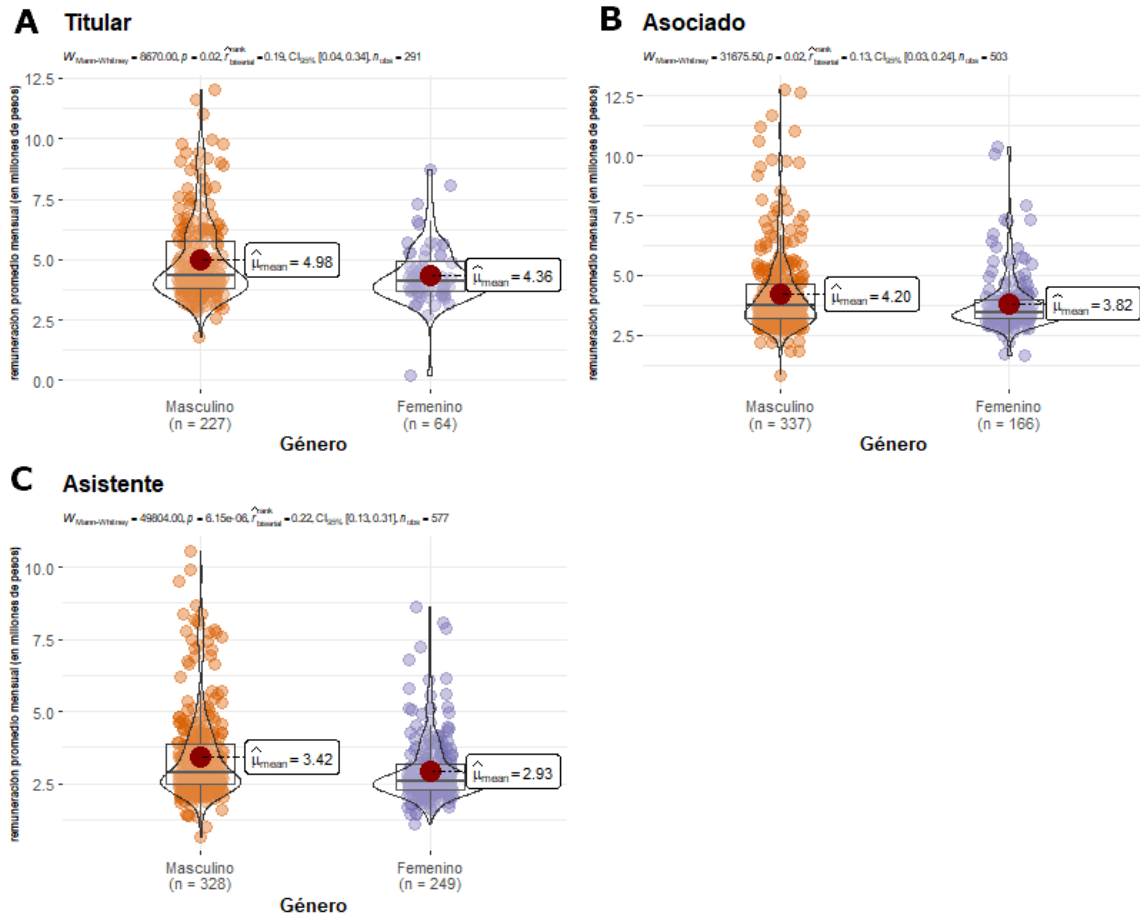 A Titular
W Mann-Whitney = 8670.00, p = 0.02, r̂ rank biserial = 0.19, CI95% [0.04, 0.34], n obs = 291
remuneración promedio mensual (en millones de pesos)
12.5
10.0
7.5
5.0
2.5
0.0
μ̂ mean = 4.98
μ̂ mean = 4.36
Masculino
(n = 227)
Femenino
(n = 64)
Género
B Asociado
W Mann-Whitney = 31675.50, p = 0.02, r̂ rank biserial = 0.13, CI95% [0.03, 0.24], n obs = 503
remuneración promedio mensual (en millones de pesos)
12.5
10.0
7.5
5.0
2.5
μ̂ mean = 4.20
μ̂ mean = 3.82
Masculino
(n = 337)
Femenino
(n = 166)
Género
C Asistente
W Mann-Whitney = 49804.00, p = 6.15e-06, r̂ rank biserial = 0.22, CI95% [0.13, 0.31], n obs = 577
remuneración promedio mensual (en millones de pesos)
10.0
7.5
5.0
2.5
μ̂ mean = 3.42
μ̂ mean = 2.93
Masculino
(n = 328)
Femenino
(n = 249)
Género